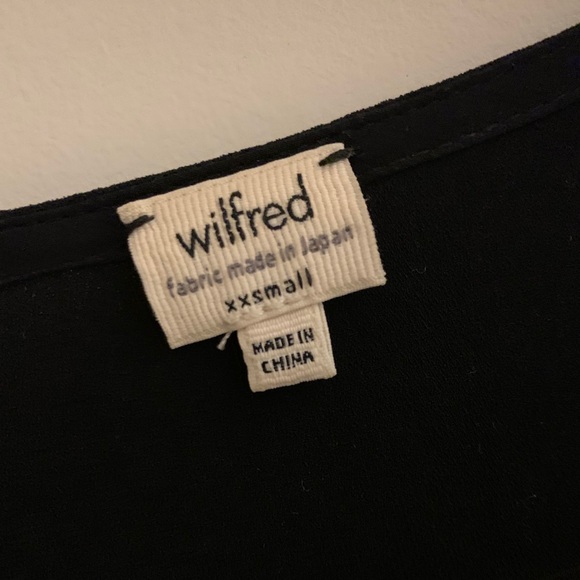 wilfred
fabric made in Japan
xxsmall
MADE IN
CHINA